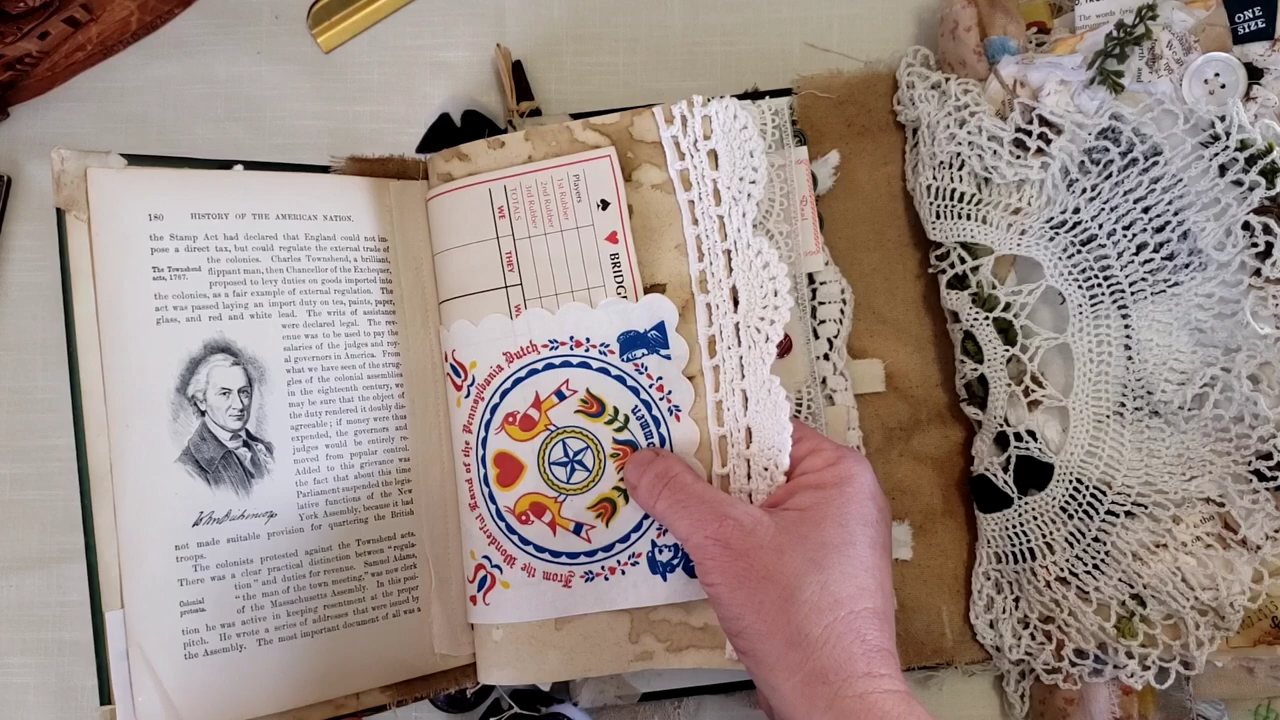 180 HISTORY OF THE AMERICAN NATION.
the Stamp Act had declared that England could not im-
pose a direct tax, but could regulate the external trade of
the colonies. Charles Townshend, a brilliant,
The Townshend
acts, 1767.
flippant man, then Chancellor of the Exchequer,
proposed to levy duties on goods imported into
the colonies, as a fair example of external regulation. The
act was passed laying an import duty on tea, paints, paper,
glass, and red and white lead. The writs of assistance
were declared legal. The rev-
enue was to be used to pay the
salaries of the judges and roy-
al governors in America. From
what we have seen of the strug-
gles of the colonial assemblies
in the eighteenth century, we
may be sure that the object of
the duty rendered it doubly dis-
agreeable; if money were thus
expended, the governors and
judges would be entirely re-
moved from popular control.
Added to this grievance was
the fact that about this time
Parliament suspended the legis-
lative functions of the New
York Assembly, because it had
not made suitable provision for quartering the British
troops.
The colonists protested against the Townshend acts.
There was a clear practical distinction between "regula-
tion" and duties for revenue. Samuel Adams,
Colonial
protests.
"the man of the town meeting," was now clerk
of the Massachusetts Assembly. In this posi-
tion he was active in keeping resentment at the proper
pitch. He wrote a series of addresses that were issued by
the Assembly. The most important document of all was a
BRIDG
Players
1st Rubber
2nd Rubber
3rd Rubber
TOTALS
WE THEY W
From the Wonderful Land of the Pennsylvania Dutch
ONE
SIZE
The words